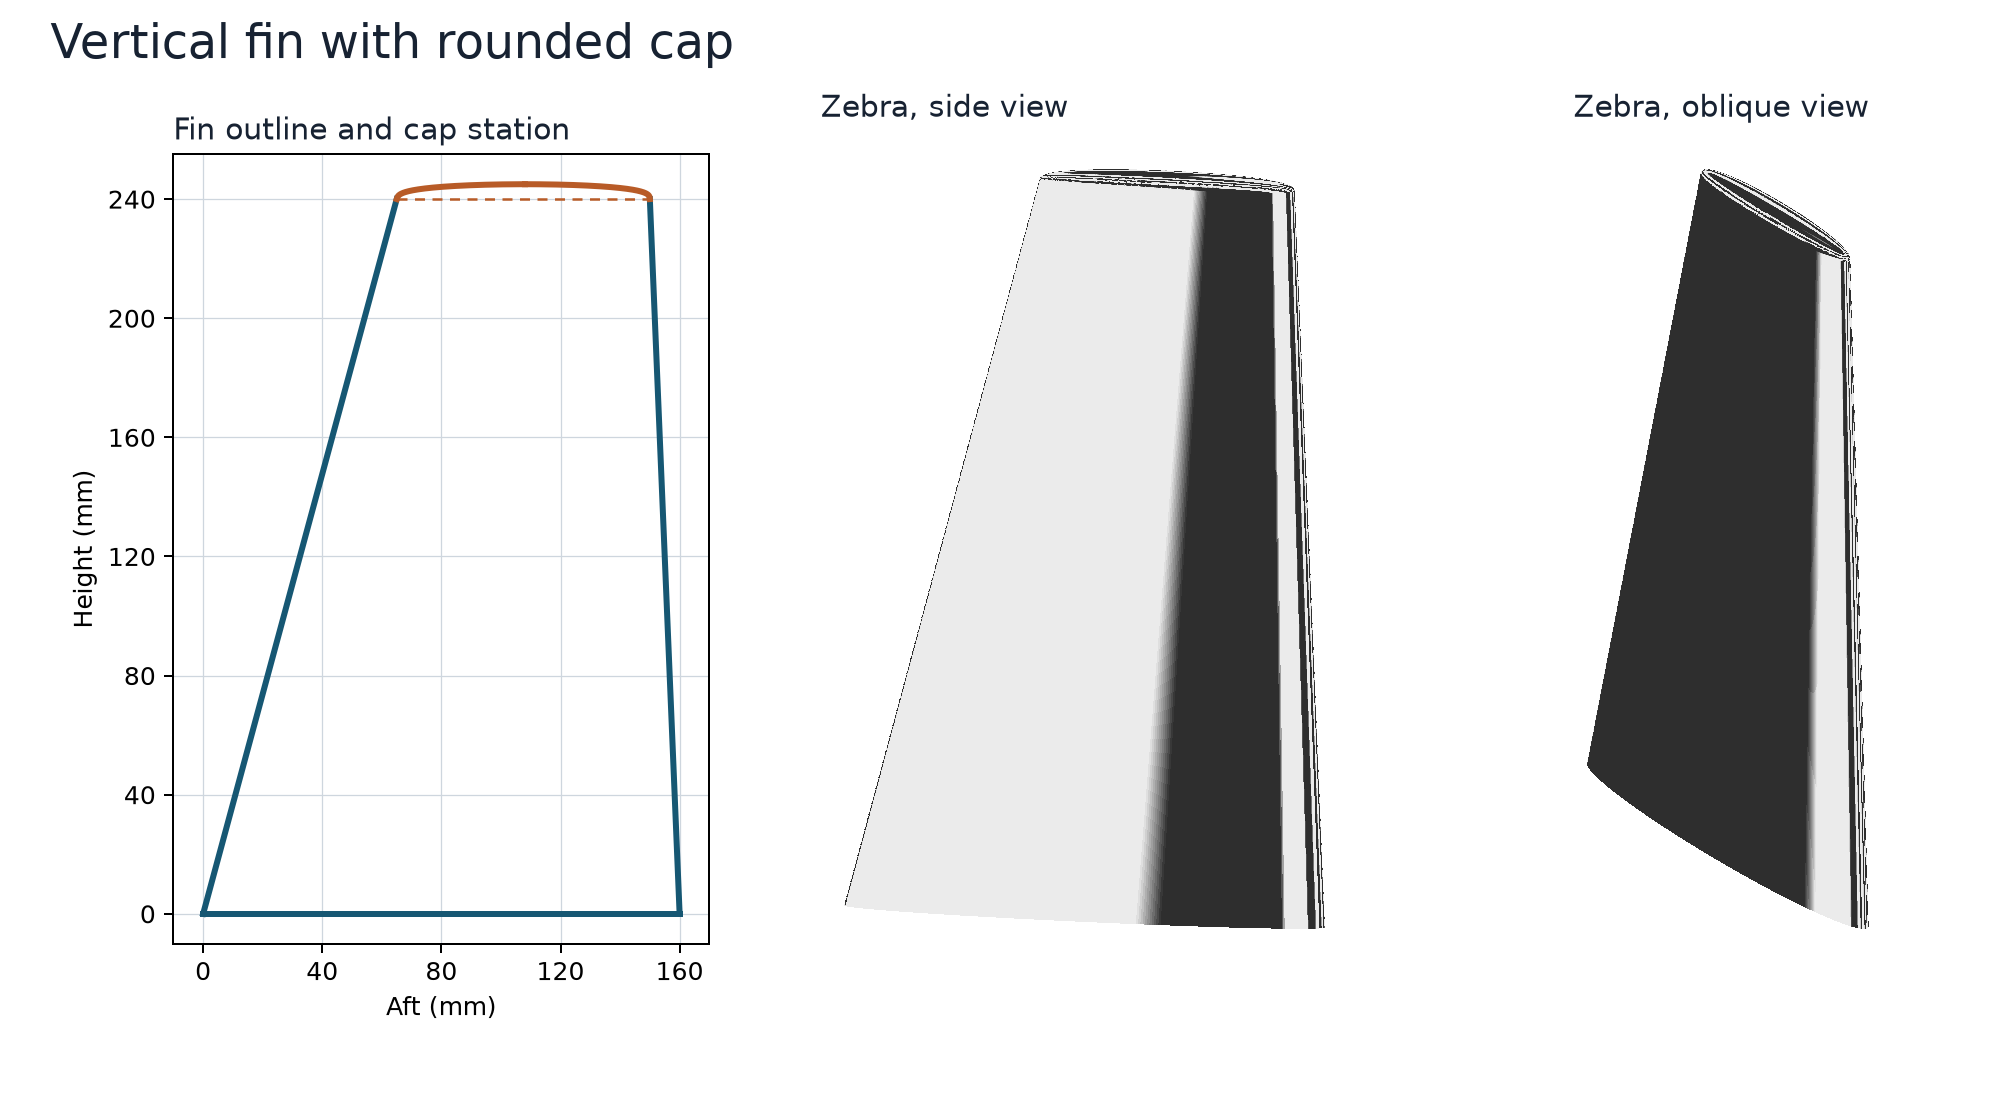 Vertical fin with rounded cap
Fin outline and cap station
Zebra, side view
Zebra, oblique view
240
200
160
120
80
40
0
Height (mm)
0 40 80 120 160
Aft (mm)